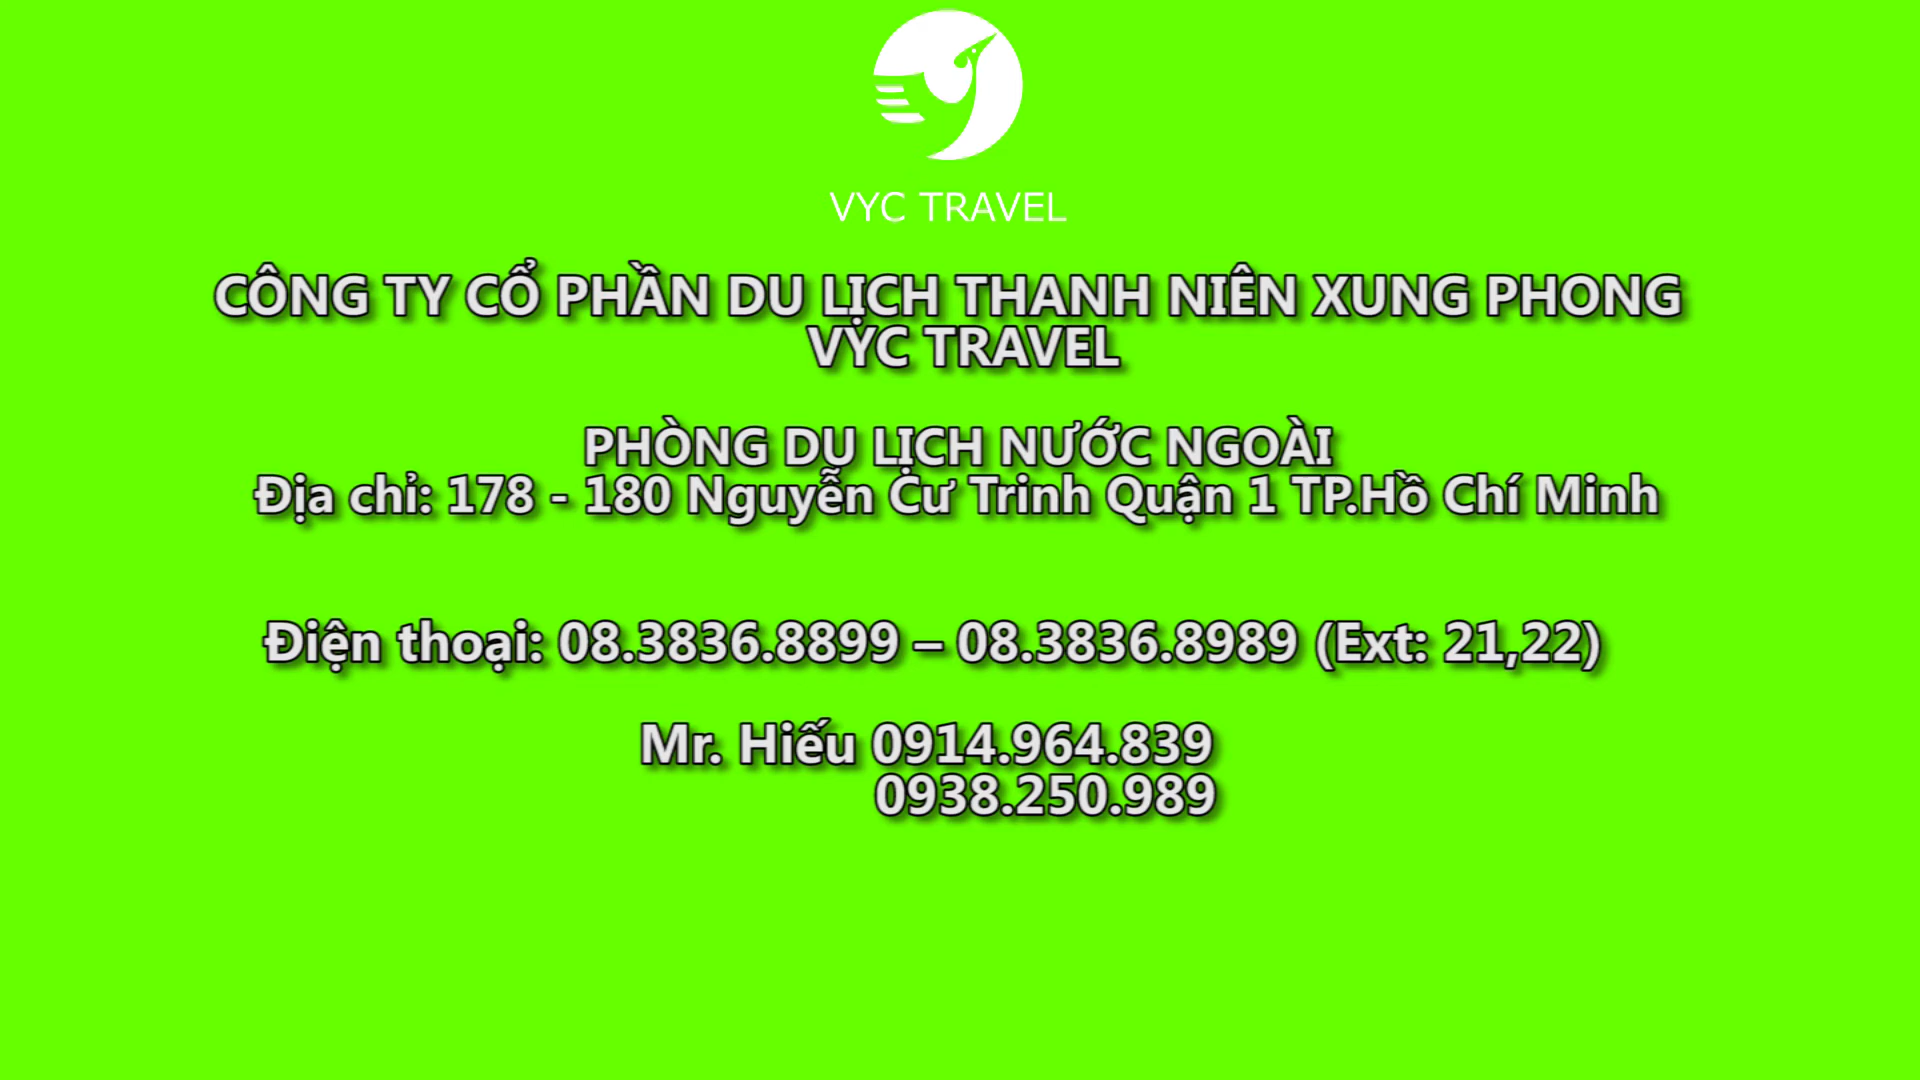 VYC TRAVEL
CÔNG TY CỔ PHẦN DU LỊCH THANH NIÊN XUNG PHONG
VYC TRAVEL
PHÒNG DU LỊCH NƯỚC NGOÀI
Địa chỉ: 178 - 180 Nguyễn Cư Trinh Quận 1 TP.Hồ Chí Minh
Điện thoại: 08.3836.8899 – 08.3836.8989 (Ext: 21,22)
Mr. Hiếu 0914.964.839
0938.250.989